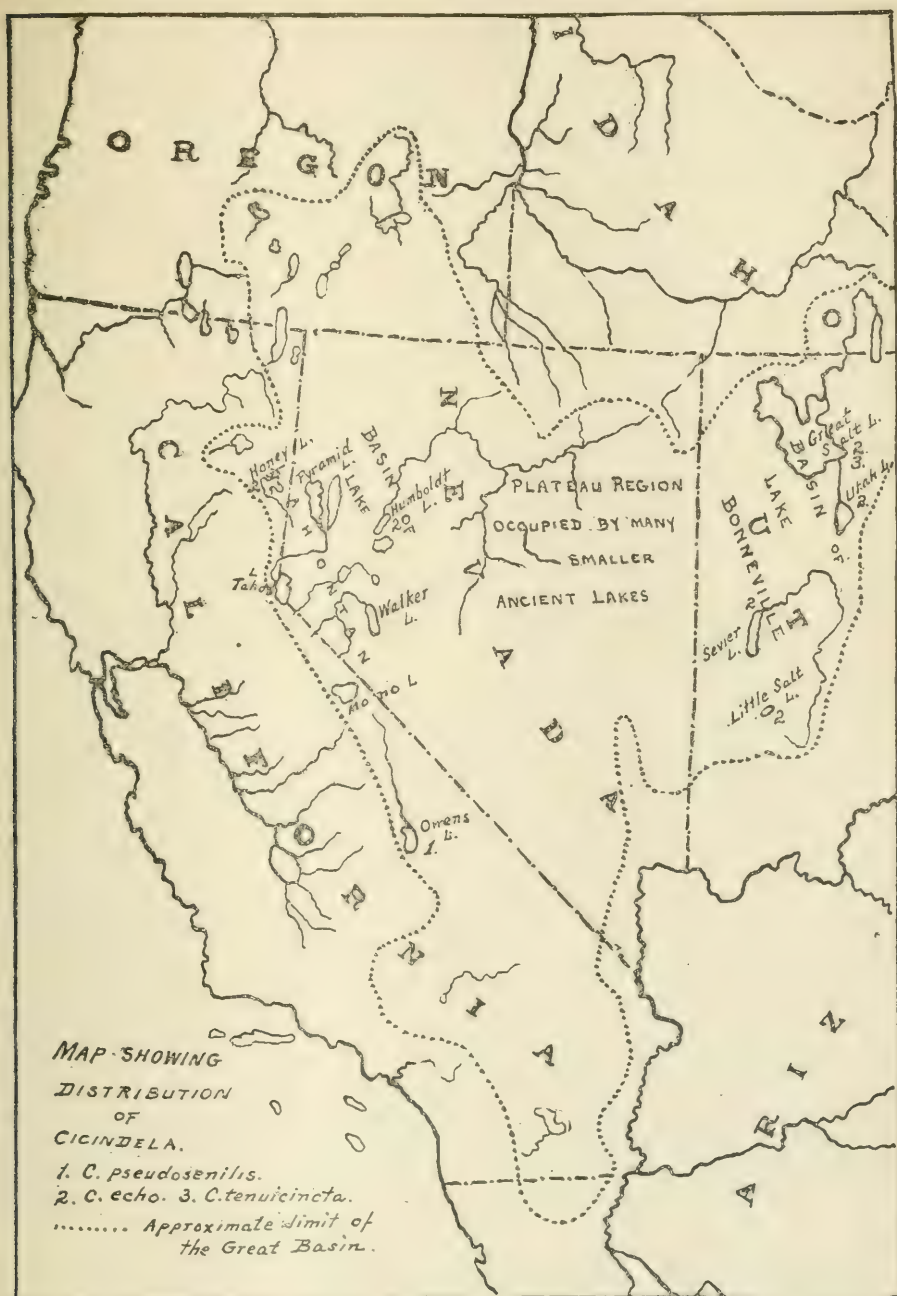 OREGON
IDAHO
CALIFORNIA
NEVADA
UTAH
ARIZ
A
Honey L.
2
Pyramid
L.
BASIN
OF
LAKE
LAHONTAN
Humboldt
L.
2
L
Tahoe
Walker
L.
Mono L
Owens
L.
1.
PLATEAU REGION
OCCUPIED BY MANY
SMALLER
ANCIENT LAKES
BASIN
OF
LAKE
BONNEVILLE
Great
Salt L.
2.
3.
Utah L.
2
2
Sevier
L.
Little Salt
L.
2
MAP SHOWING
DISTRIBUTION
OF
CICINDELA.
1. C. pseudosenilis.
2. C. echo. 3. C. tenuicincta.
........ Approximate limit of
the Great Basin.